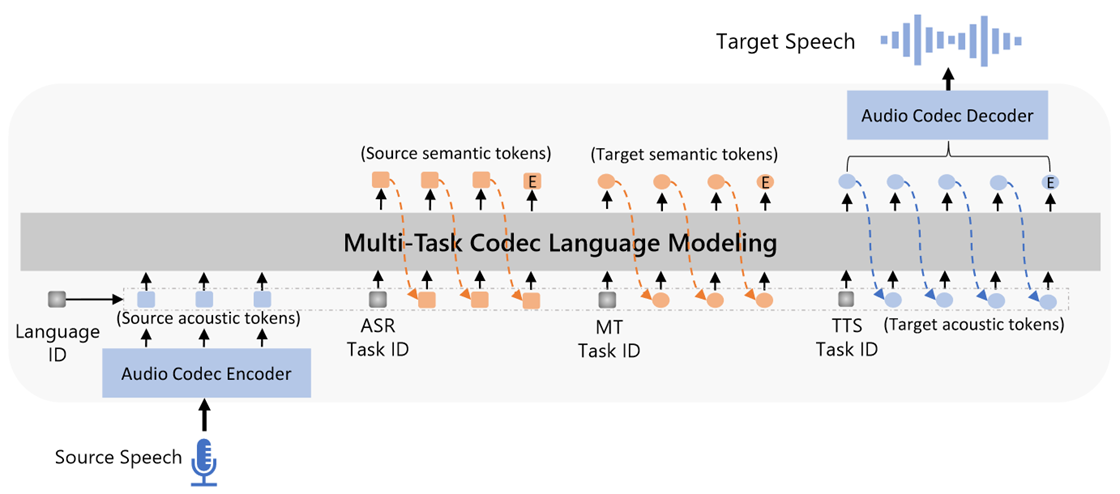 Target Speech
Audio Codec Decoder
(Source semantic tokens)
(Target semantic tokens)
E
E
E
Multi-Task Codec Language Modeling
Language
ID
(Source acoustic tokens)
ASR
Task ID
MT
Task ID
TTS
Task ID
(Target acoustic tokens)
Audio Codec Encoder
Source Speech